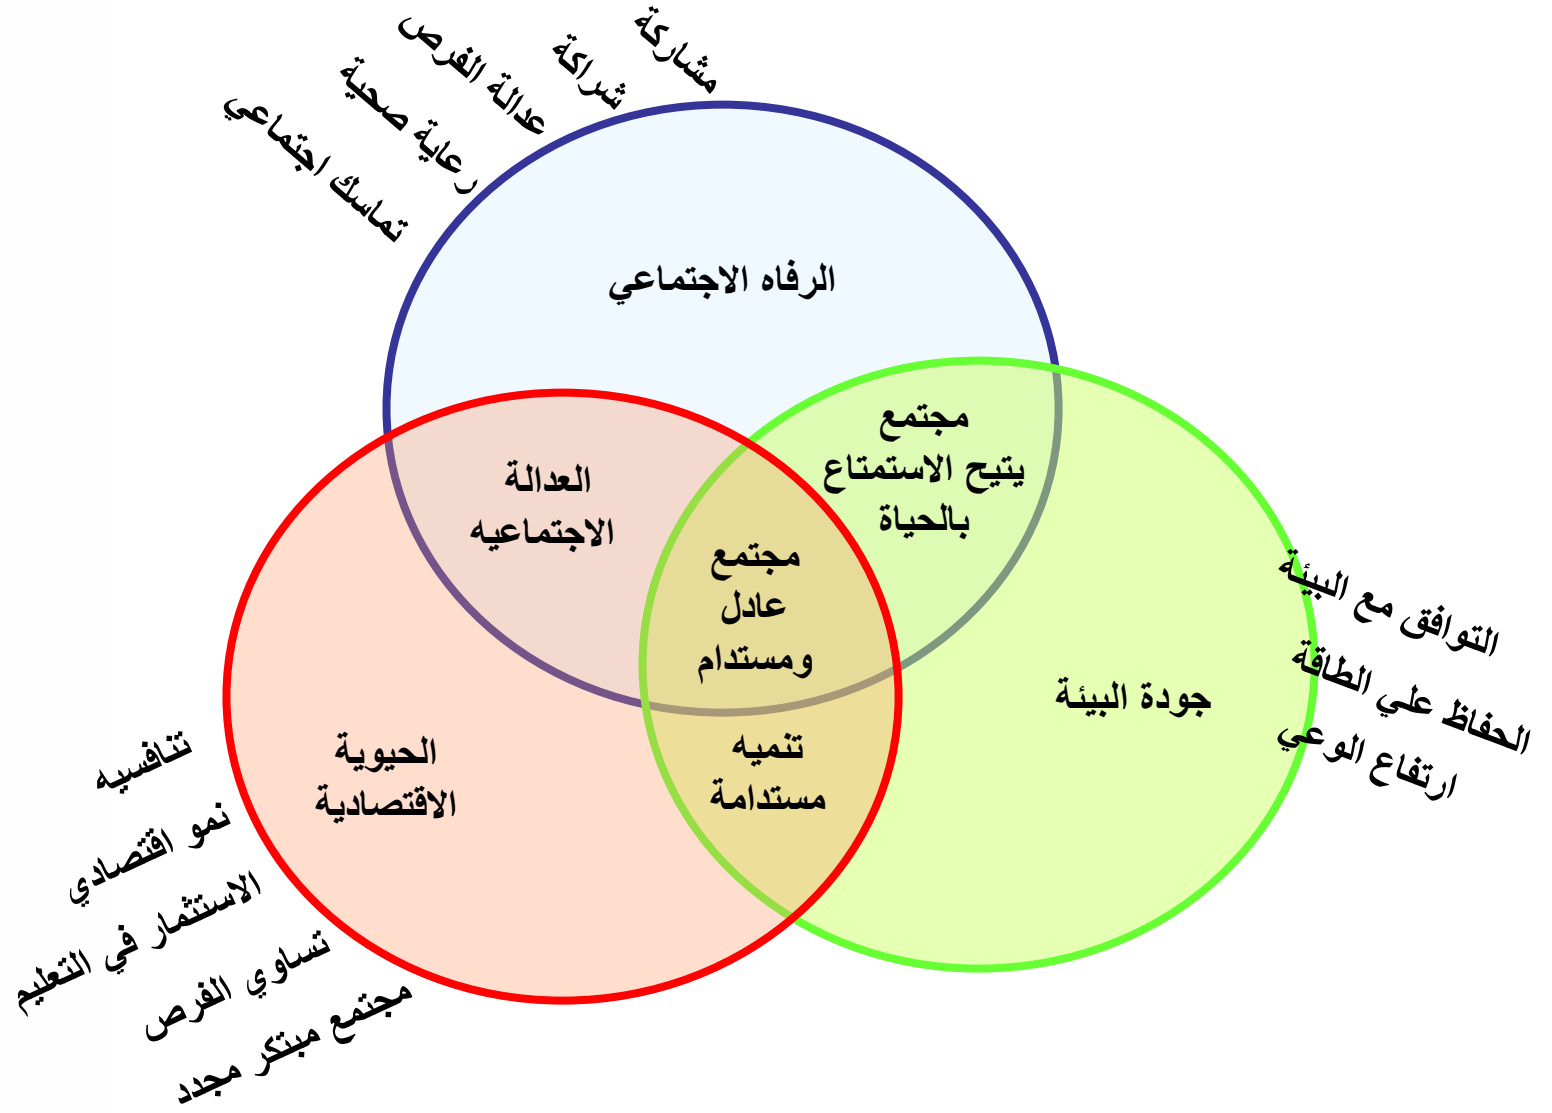 مشاركة
شراكة
عدالة الفرص
رعاية صحية
تماسك اجتماعي
الرفاه الاجتماعي
مجتمع
يتيح الاستمتاع
بالحياة
العدالة
الاجتماعيه
مجتمع
عادل
ومستدام
التوافق مع البيئة
الحفاظ علي الطاقة
ارتفاع الوعي
جودة البيئة
تنميه
مستدامة
الحيوية
الاقتصادية
تنافسيه
نمو اقتصادي
الاستثمار في التعليم
تساوي الفرص
مجتمع مبتكر مجدد